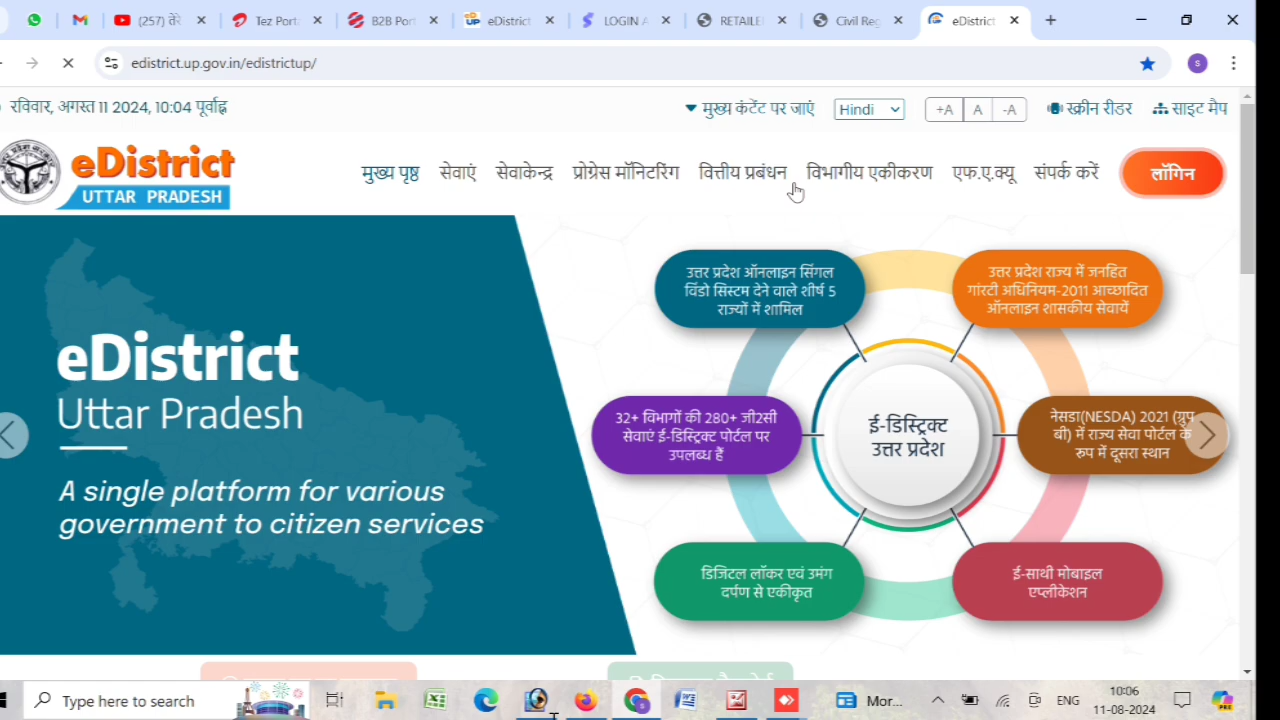 (257) तेरे
Tez Port
B2B Port
eDistrict
LOGIN A
RETAILE
Civil Reg
eDistrict
edistrict.up.gov.in/edistrictup/
S
रविवार, अगस्त 11 2024, 10:04 पूर्वाह्न
मुख्य कंटेंट पर जाएं
Hindi
+A A -A
स्क्रीन रीडर
साइट मैप
eDistrict
UTTAR PRADESH
मुख्य पृष्ठ सेवाएं सेवाकेन्द्र प्रोग्रेस मॉनिटरिंग वित्तीय प्रबंधन विभागीय एकीकरण एफ.ए.क्यू संपर्क करें लॉगिन
eDistrict
Uttar Pradesh
A single platform for various
government to citizen services
उत्तर प्रदेश ऑनलाइन सिंगल
विंडो सिस्टम देने वाले शीर्ष 5
राज्यों में शामिल
उत्तर प्रदेश राज्य में जनहित
गांरटी अधिनियम-2011 आच्छादित
ऑनलाइन शासकीय सेवायें
32+ विभागों की 280+ जी2सी
सेवाएं ई-डिस्ट्रिक्ट पोर्टल पर
उपलब्ध हैं
ई-डिस्ट्रिक्ट
उत्तर प्रदेश
नेसडा(NESDA) 2021 (ग्रुप
बी) में राज्य सेवा पोर्टल के
रुप में दूसरा स्थान
डिजिटल लॉकर एवं उमंग
दर्पण से एकीकृत
ई-साथी मोबाइल
एप्लीकेशन
Type here to search
Mor...
ENG
10:06
11-08-2024